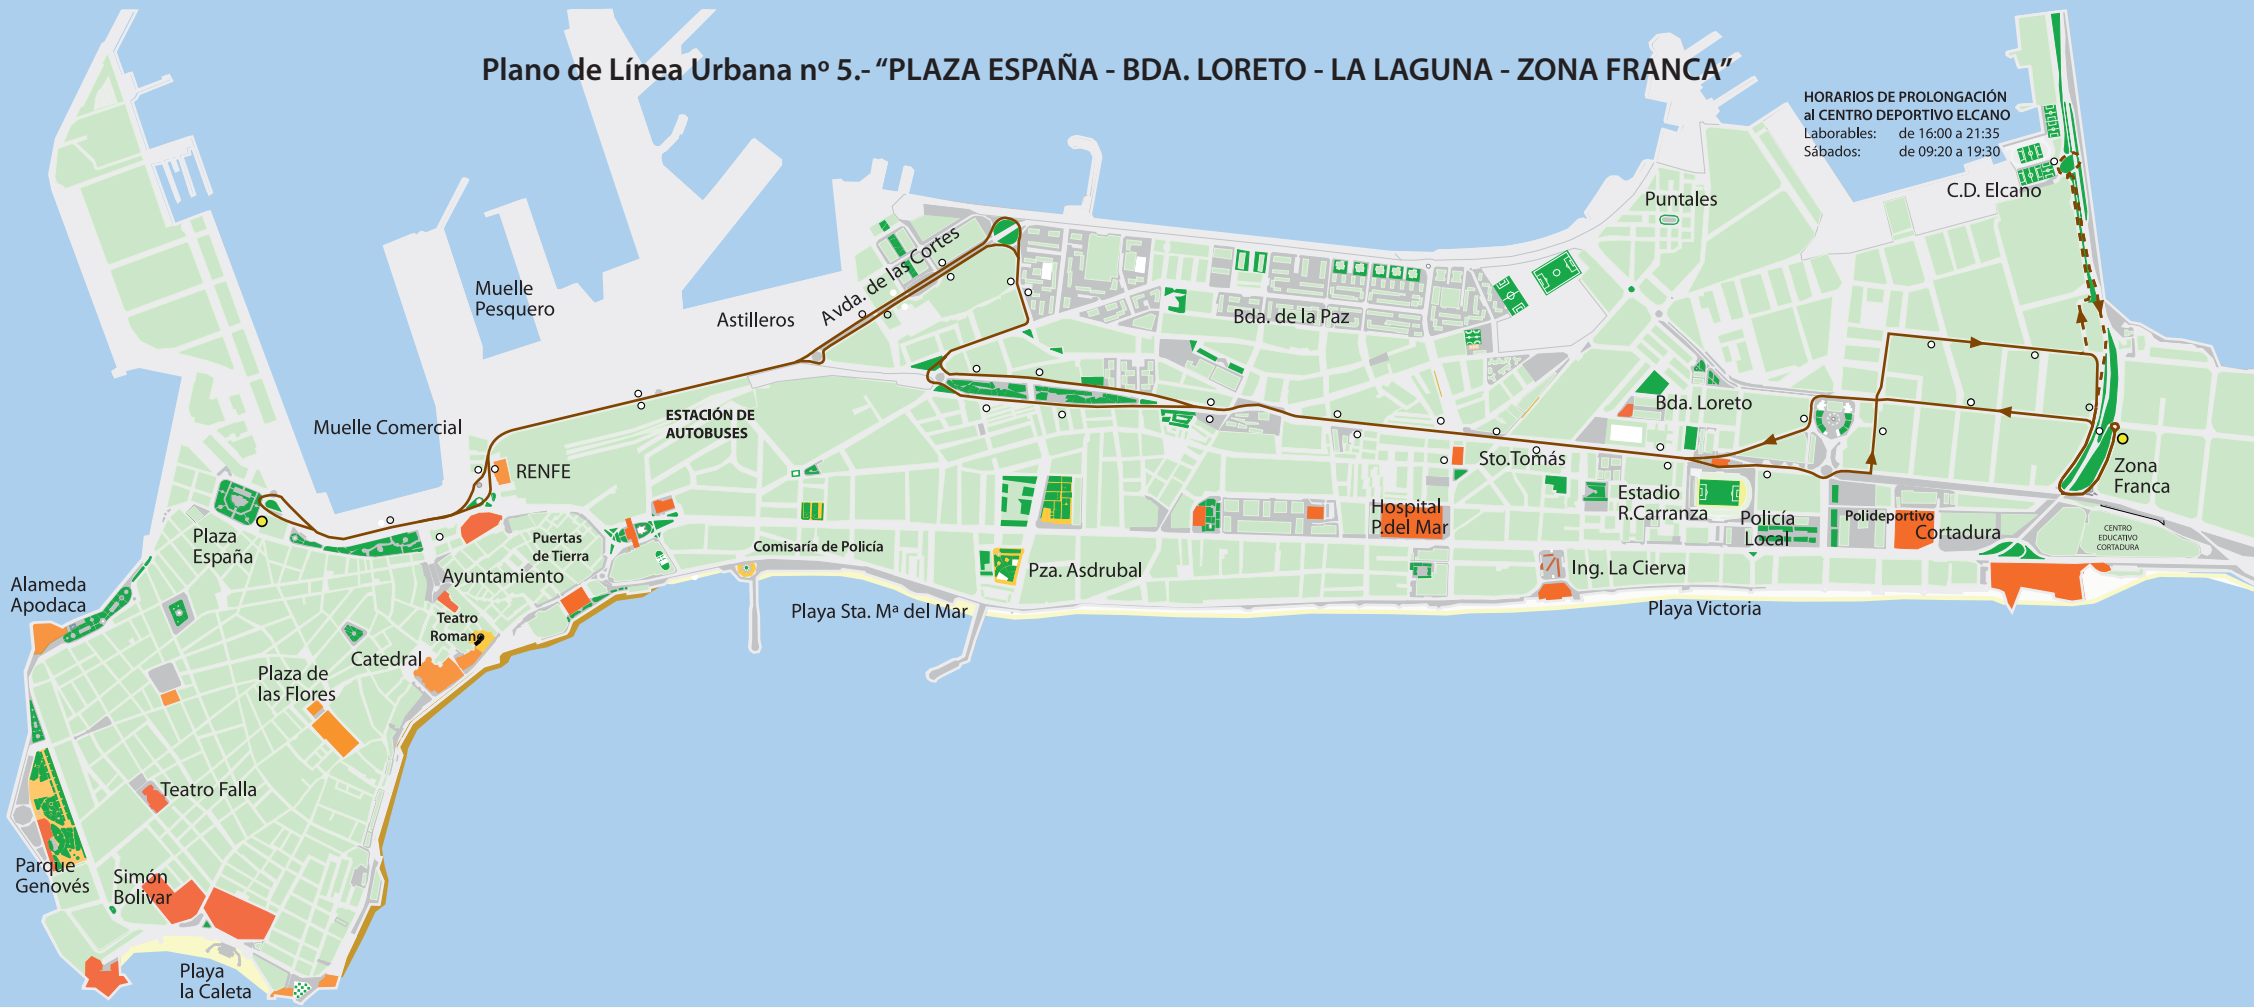 Plano de Línea Urbana nº 5.- “PLAZA ESPAÑA - BDA. LORETO - LA LAGUNA - ZONA FRANCA”
HORARIOS DE PROLONGACIÓN
al CENTRO DEPORTIVO ELCANO
Laborables: de 16:00 a 21:35
Sábados: de 09:20 a 19:30
C.D. Elcano
Puntales
Avda. de las Cortes
Muelle
Pesquero
Astilleros
Bda. de la Paz
Muelle Comercial
ESTACIÓN DE
AUTOBUSES
Bda. Loreto
RENFE
Sto.Tomás
Zona
Franca
Estadio
R.Carranza
Hospital
P.del Mar
Policía
Local
Polideportivo
Cortadura
CENTRO
EDUCATIVO
CORTADURA
Plaza
España
Puertas
de Tierra
Comisaría de Policía
Ayuntamiento
Pza. Asdrubal
Ing. La Cierva
Alameda
Apodaca
Playa Sta. Mª del Mar
Playa Victoria
Teatro
Romano
Catedral
Plaza de
las Flores
Teatro Falla
Parque
Genovés
Simón
Bolivar
Playa
la Caleta